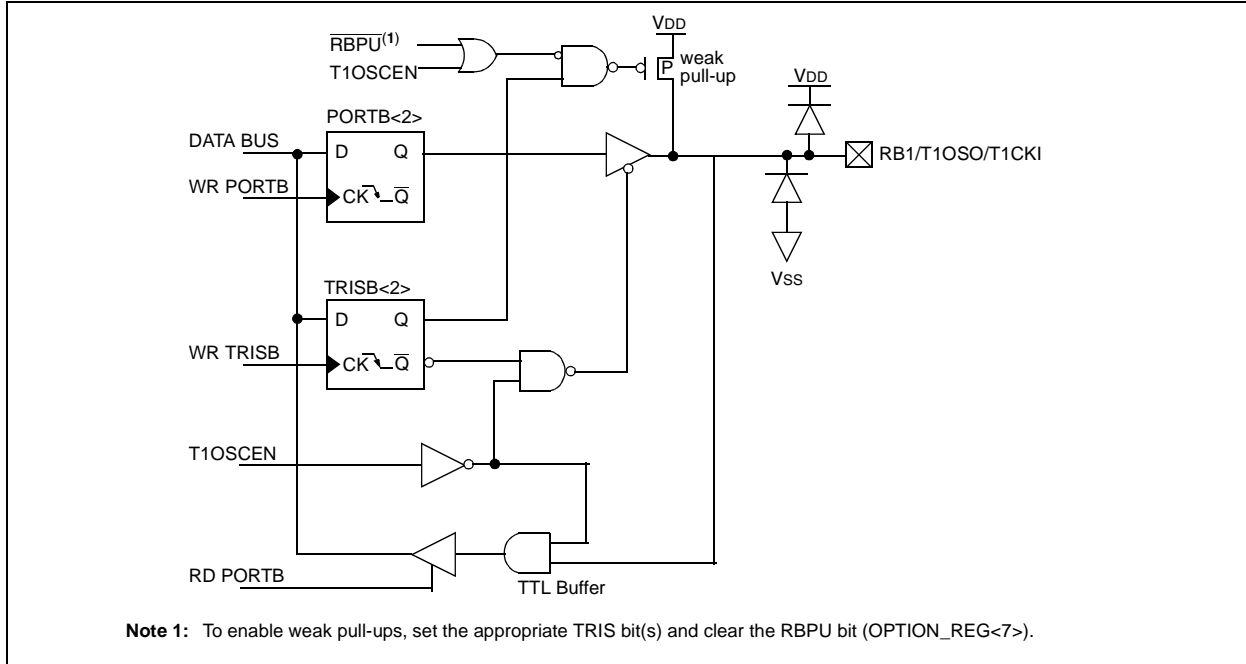 VDD
RBPU(1)
T1OSCEN
P
weak
pull-up
VDD
PORTB<2>
DATA BUS
D
Q
RB1/T1OSO/T1CKI
WR PORTB
CK
Q
VSS
TRISB<2>
D
Q
WR TRISB
CK
Q
T1OSCEN
RD PORTB
TTL Buffer
Note 1: To enable weak pull-ups, set the appropriate TRIS bit(s) and clear the RBPU bit (OPTION_REG<7>).